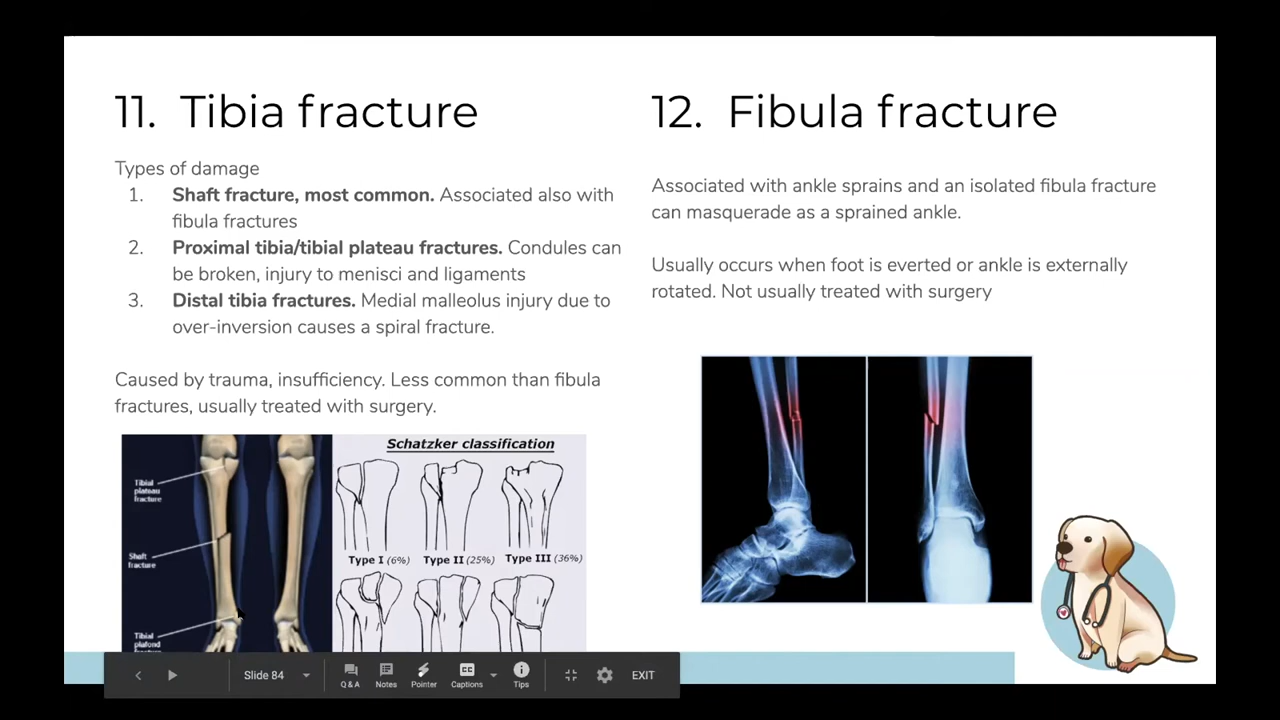 11. Tibia fracture
Types of damage
1. Shaft fracture, most common. Associated also with
fibula fractures
2. Proximal tibia/tibial plateau fractures. Condules can
be broken, injury to menisci and ligaments
3. Distal tibia fractures. Medial malleolus injury due to
over-inversion causes a spiral fracture.
Caused by trauma, insufficiency. Less common than fibula
fractures, usually treated with surgery.
Tibial
plateau
fracture
Shaft
fracture
Tibial
plafond
fracture
Schatzker classification
Type I (6%) Type II (25%) Type III (36%)
12. Fibula fracture
Associated with ankle sprains and an isolated fibula fracture
can masquerade as a sprained ankle.
Usually occurs when foot is everted or ankle is externally
rotated. Not usually treated with surgery
Slide 84
Q & A
Notes
Pointer
CC
Captions
Tips
EXIT